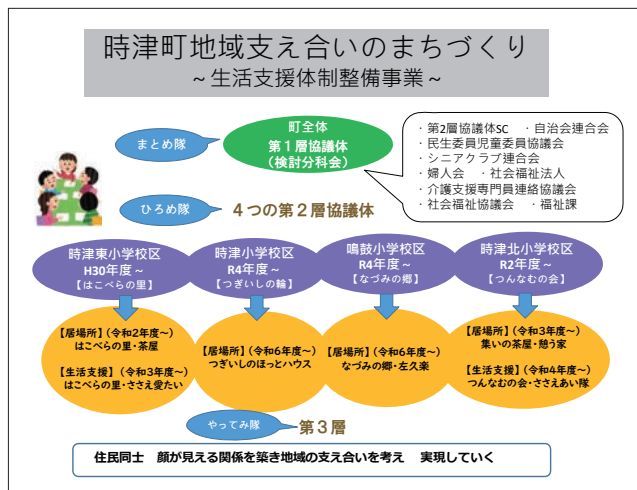 時津町地域支え合いのまちづくり
～生活支援体制整備事業～
まとめ隊
町全体
第1層協議体
(検討分科会)
・第2層協議体SC ・自治会連合会
・民生委員児童委員協議会
・シニアクラブ連合会
・婦人会 ・社会福祉法人
・介護支援専門員連絡協議会
・社会福祉協議会 ・福祉課
ひろめ隊
4つの第2層協議体
時津東小学校区
H30年度～
【はこべらの里】
時津小学校区
R4年度～
【つぎいしの輪】
鳴鼓小学校区
R4年度～
【なづみの郷】
時津北小学校区
R2年度～
【つんなむの会】
【居場所】(令和2年度～)
はこべらの里・茶屋
【生活支援】(令和3年度～)
はこべらの里・ささえ愛たい
【居場所】(令和6年度～)
つぎいしのほっとハウス
【居場所】(令和6年度～)
なづみの郷・左久楽
【居場所】(令和3年度～)
集いの茶屋・憩う家
【生活支援】(令和4年度～)
つんなむの会・ささえあい隊
やってみ隊
第3層
住民同士 顔が見える関係を築き地域の支え合いを考え 実現していく